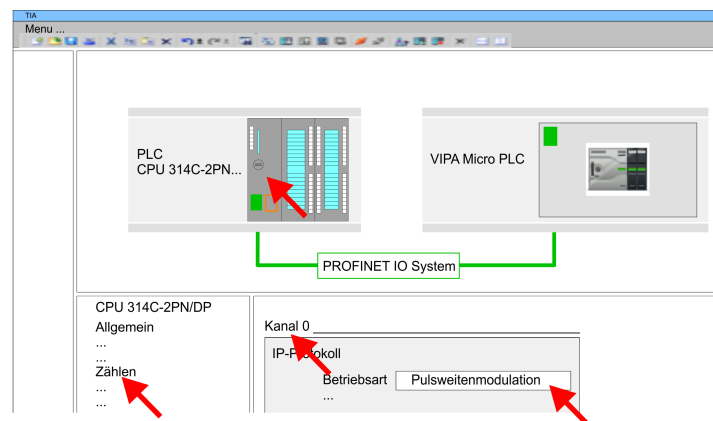 TIA
Menu ...
PLC
CPU 314C-2PN...
VIPA Micro PLC
PROFINET IO System
CPU 314C-2PN/DP
Allgemein
...
...
Zählen
...
...
Kanal 0
IP-Protokoll
Betriebsart Pulsweitenmodulation
...